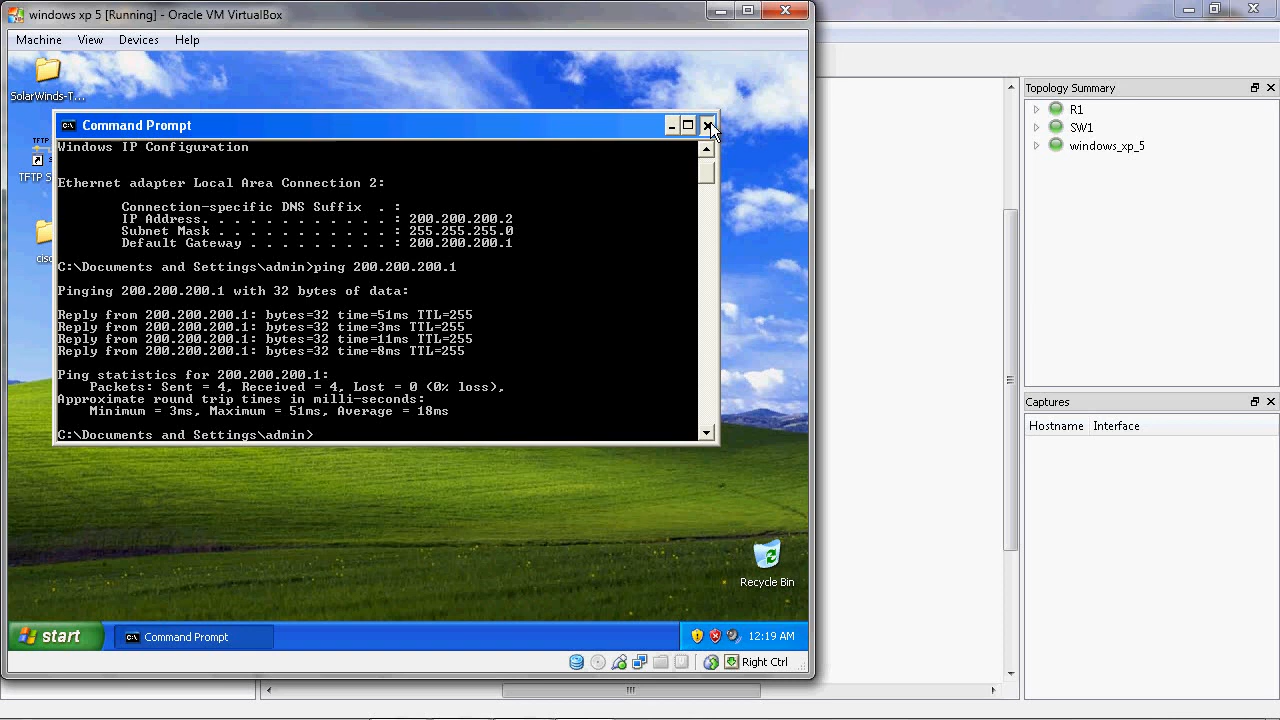 windows xp 5 [Running] - Oracle VM VirtualBox
Machine View Devices Help
SolarWinds-T...
TFTP S
cisc
Command Prompt
Windows IP Configuration
Ethernet adapter Local Area Connection 2:
Connection-specific DNS Suffix . :
IP Address. . . . . . . . . . . . : 200.200.200.2
Subnet Mask . . . . . . . . . . . : 255.255.255.0
Default Gateway . . . . . . . . . : 200.200.200.1
C:\Documents and Settings\admin>ping 200.200.200.1
Pinging 200.200.200.1 with 32 bytes of data:
Reply from 200.200.200.1: bytes=32 time=51ms TTL=255
Reply from 200.200.200.1: bytes=32 time=3ms TTL=255
Reply from 200.200.200.1: bytes=32 time=11ms TTL=255
Reply from 200.200.200.1: bytes=32 time=8ms TTL=255
Ping statistics for 200.200.200.1:
Packets: Sent = 4, Received = 4, Lost = 0 (0% loss),
Approximate round trip times in milli-seconds:
Minimum = 3ms, Maximum = 51ms, Average = 18ms
C:\Documents and Settings\admin>
Recycle Bin
start
Command Prompt
12:19 AM
Right Ctrl
Topology Summary
R1
SW1
windows_xp_5
Captures
Hostname Interface